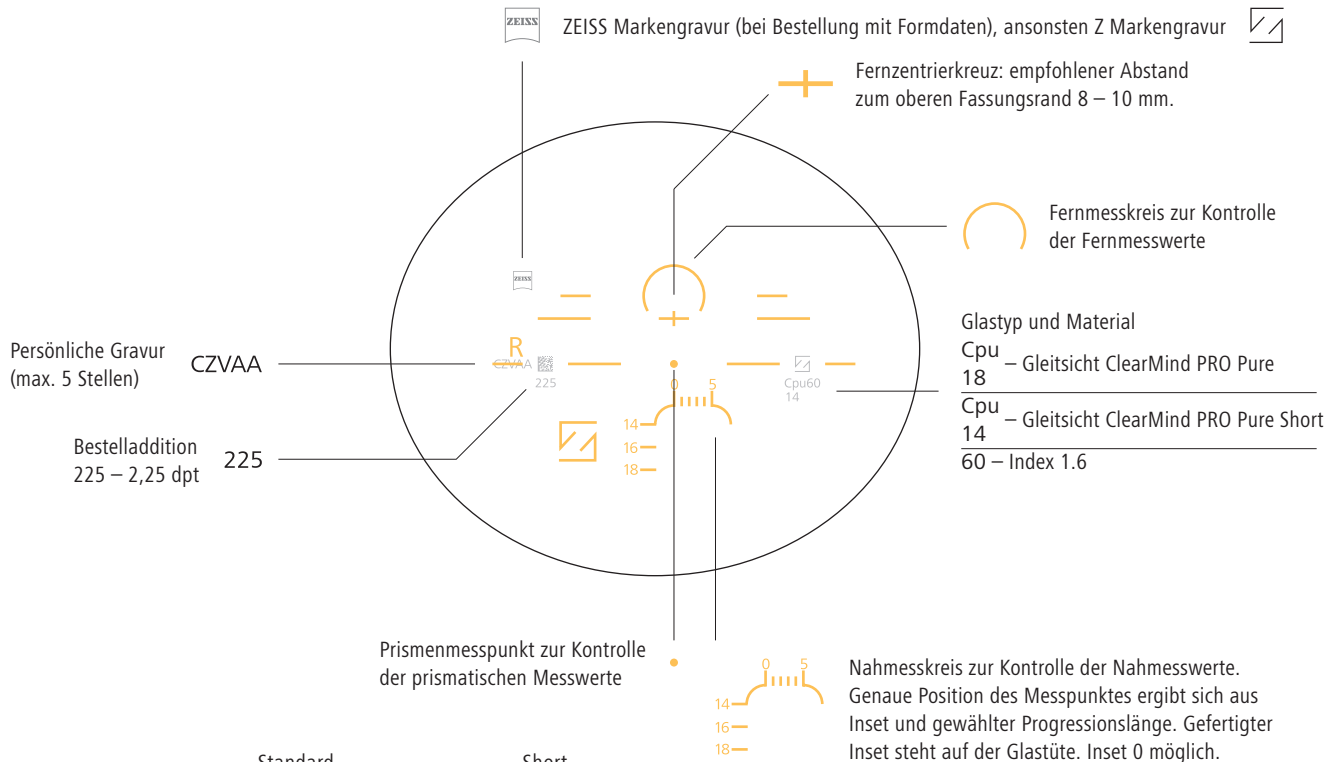 ZEISS ZEISS Markengravur (bei Bestellung mit Formdaten), ansonsten Z Markengravur
Fernzentrierkreuz: empfohlener Abstand
zum oberen Fassungsrand 8 – 10 mm.
Fernmesskreis zur Kontrolle
der Fernmesswerte
ZEISS
Glastyp und Material
Cpu
18
– Gleitsicht ClearMind PRO Pure
Cpu
14
– Gleitsicht ClearMind PRO Pure Short
60 – Index 1.6
Persönliche Gravur
(max. 5 Stellen)
CZVAA
R
CZVAA
225
Cpu60
14
0 5
14
16
18
Bestelladdition
225 – 2,25 dpt
225
Prismenmesspunkt zur Kontrolle
der prismatischen Messwerte
0 5
14
16
18
Nahmesskreis zur Kontrolle der Nahmesswerte.
Genaue Position des Messpunktes ergibt sich aus
Inset und gewählter Progressionslänge. Gefertigter
Inset steht auf der Glastüte. Inset 0 möglich.
Standard Short